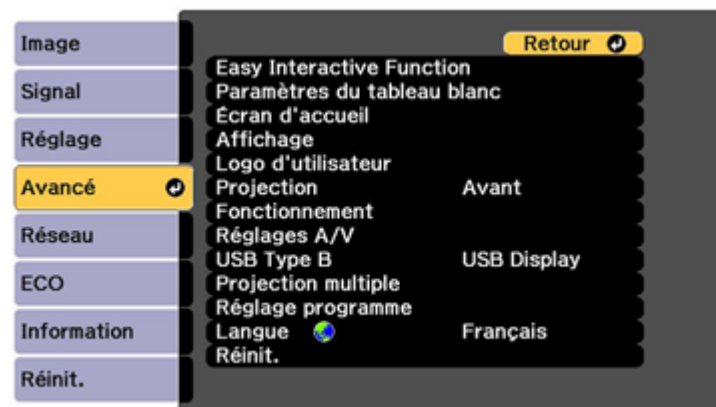 Image
Signal
Réglage
Avancé
Réseau
ECO
Information
Réinit.
Retour
Easy Interactive Function
Paramètres du tableau blanc
Écran d'accueil
Affichage
Logo d'utilisateur
Projection Avant
Fonctionnement
Réglages A/V
USB Type B USB Display
Projection multiple
Réglage programme
Langue Français
Réinit.